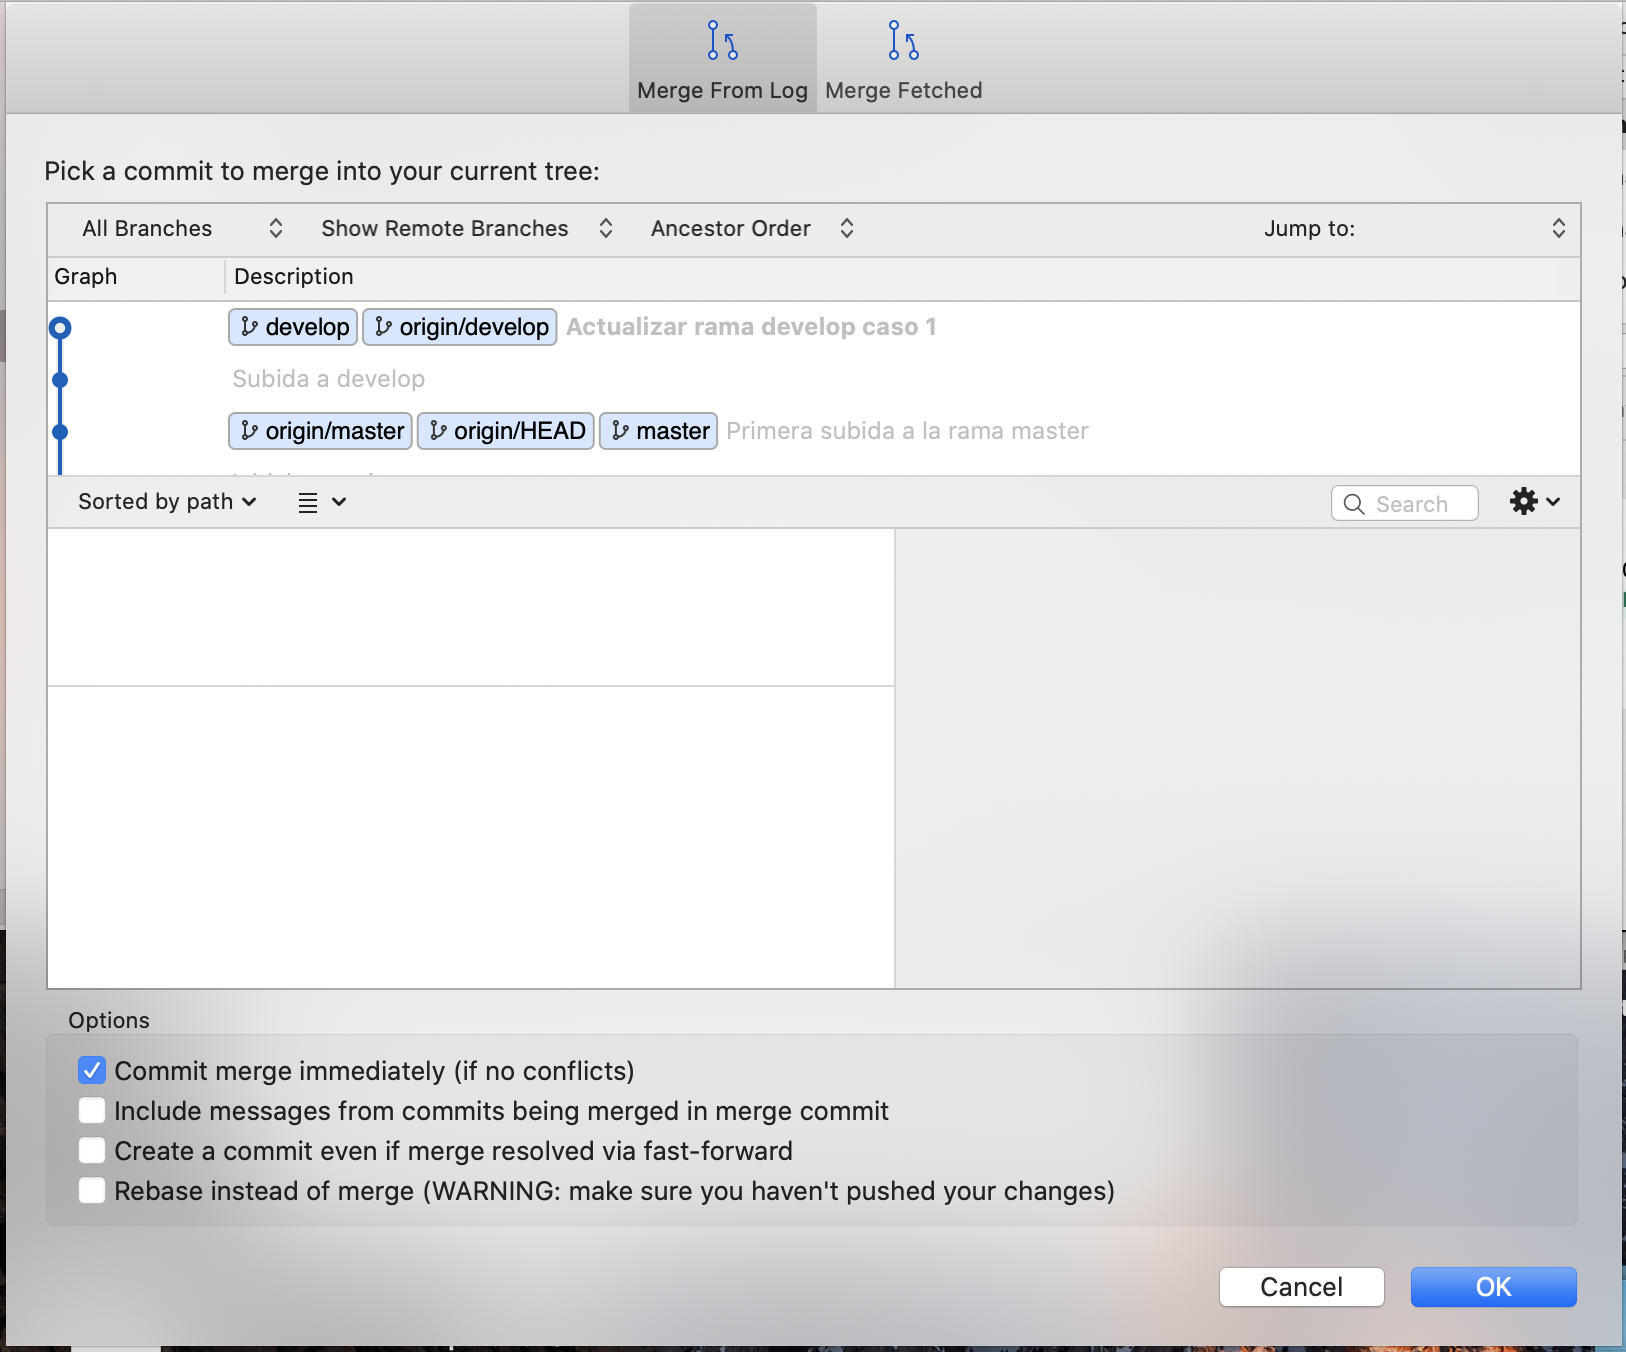 Merge From Log Merge Fetched
Pick a commit to merge into your current tree:
All Branches Show Remote Branches Ancestor Order Jump to:
Graph Description
develop origin/develop Actualizar rama develop caso 1
Subida a develop
origin/master origin/HEAD master Primera subida a la rama master
Sorted by path Search
Options
Commit merge immediately (if no conflicts)
Include messages from commits being merged in merge commit
Create a commit even if merge resolved via fast-forward
Rebase instead of merge (WARNING: make sure you haven't pushed your changes)
Cancel OK